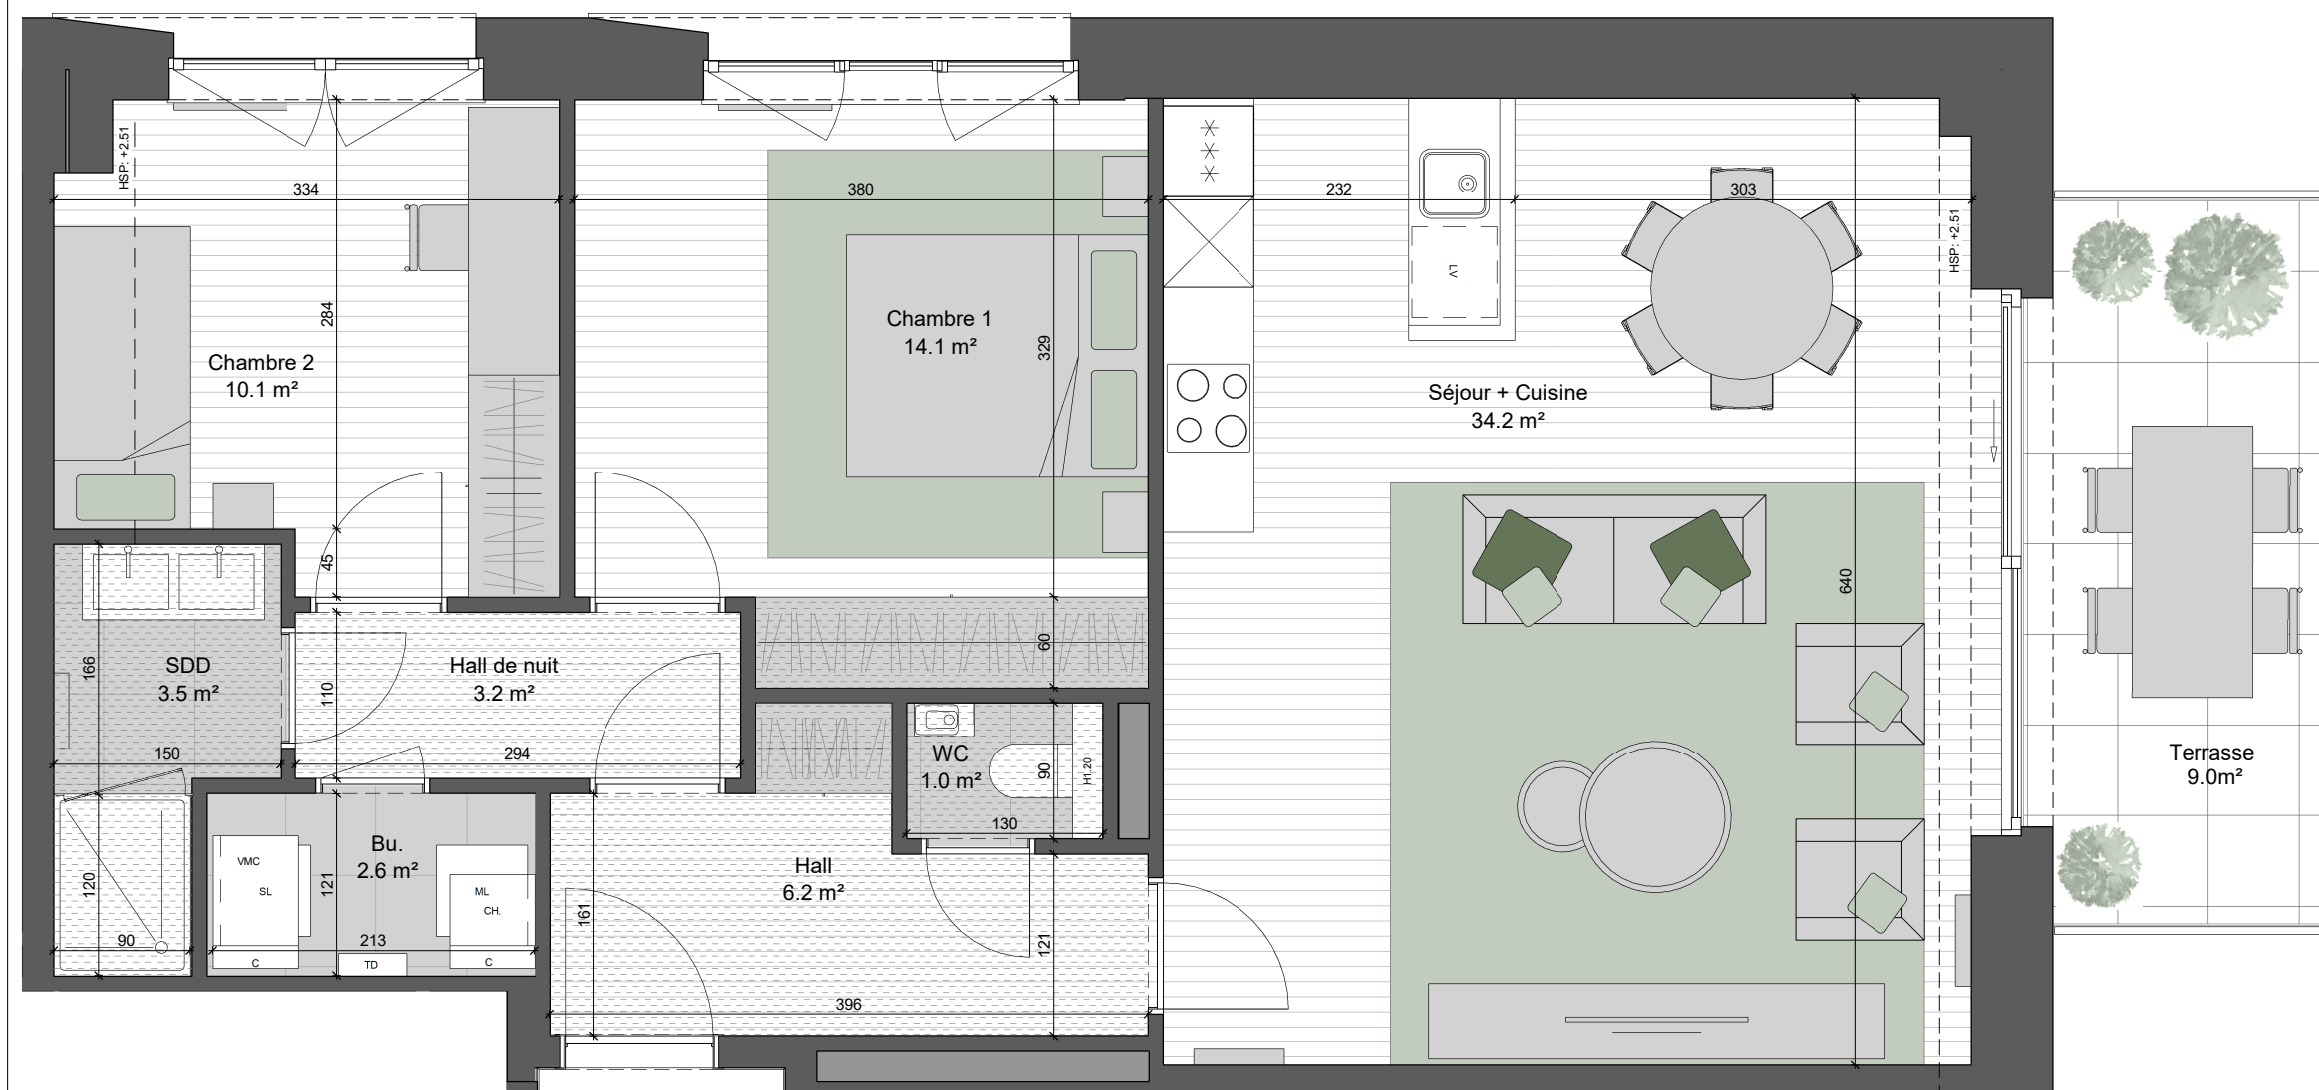 HSP: +2.51
334
380
232
303
HSP: +2.51
LV
284
Chambre 1
14.1 m²
329
Chambre 2
10.1 m²
Séjour + Cuisine
34.2 m²
45
640
60
166
SDD
3.5 m²
Hall de nuit
3.2 m²
110
150
294
WC
1.0 m²
90
H1.20
130
Terrasse
9.0m²
VMC
SL
Bu.
2.6 m²
ML
CH.
120
121
Hall
6.2 m²
161
121
90
213
C
TD
C
396